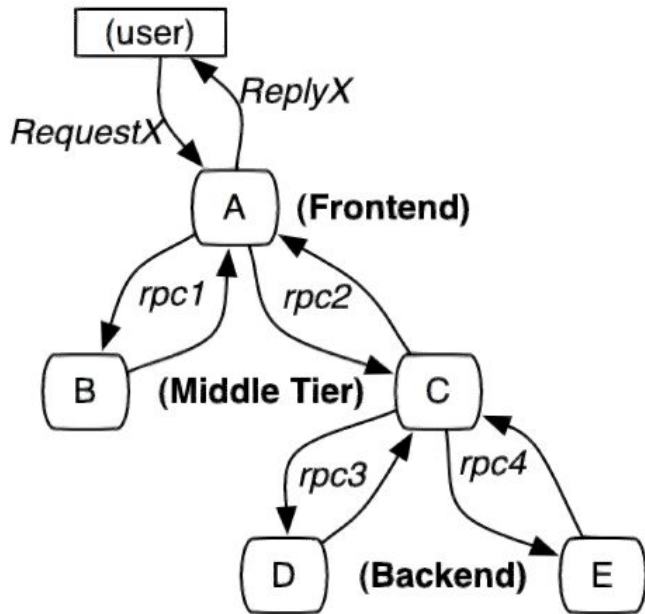 (user)
ReplyX
RequestX
A
(Frontend)
rpc1
rpc2
B
(Middle Tier)
C
rpc3
rpc4
D
(Backend)
E